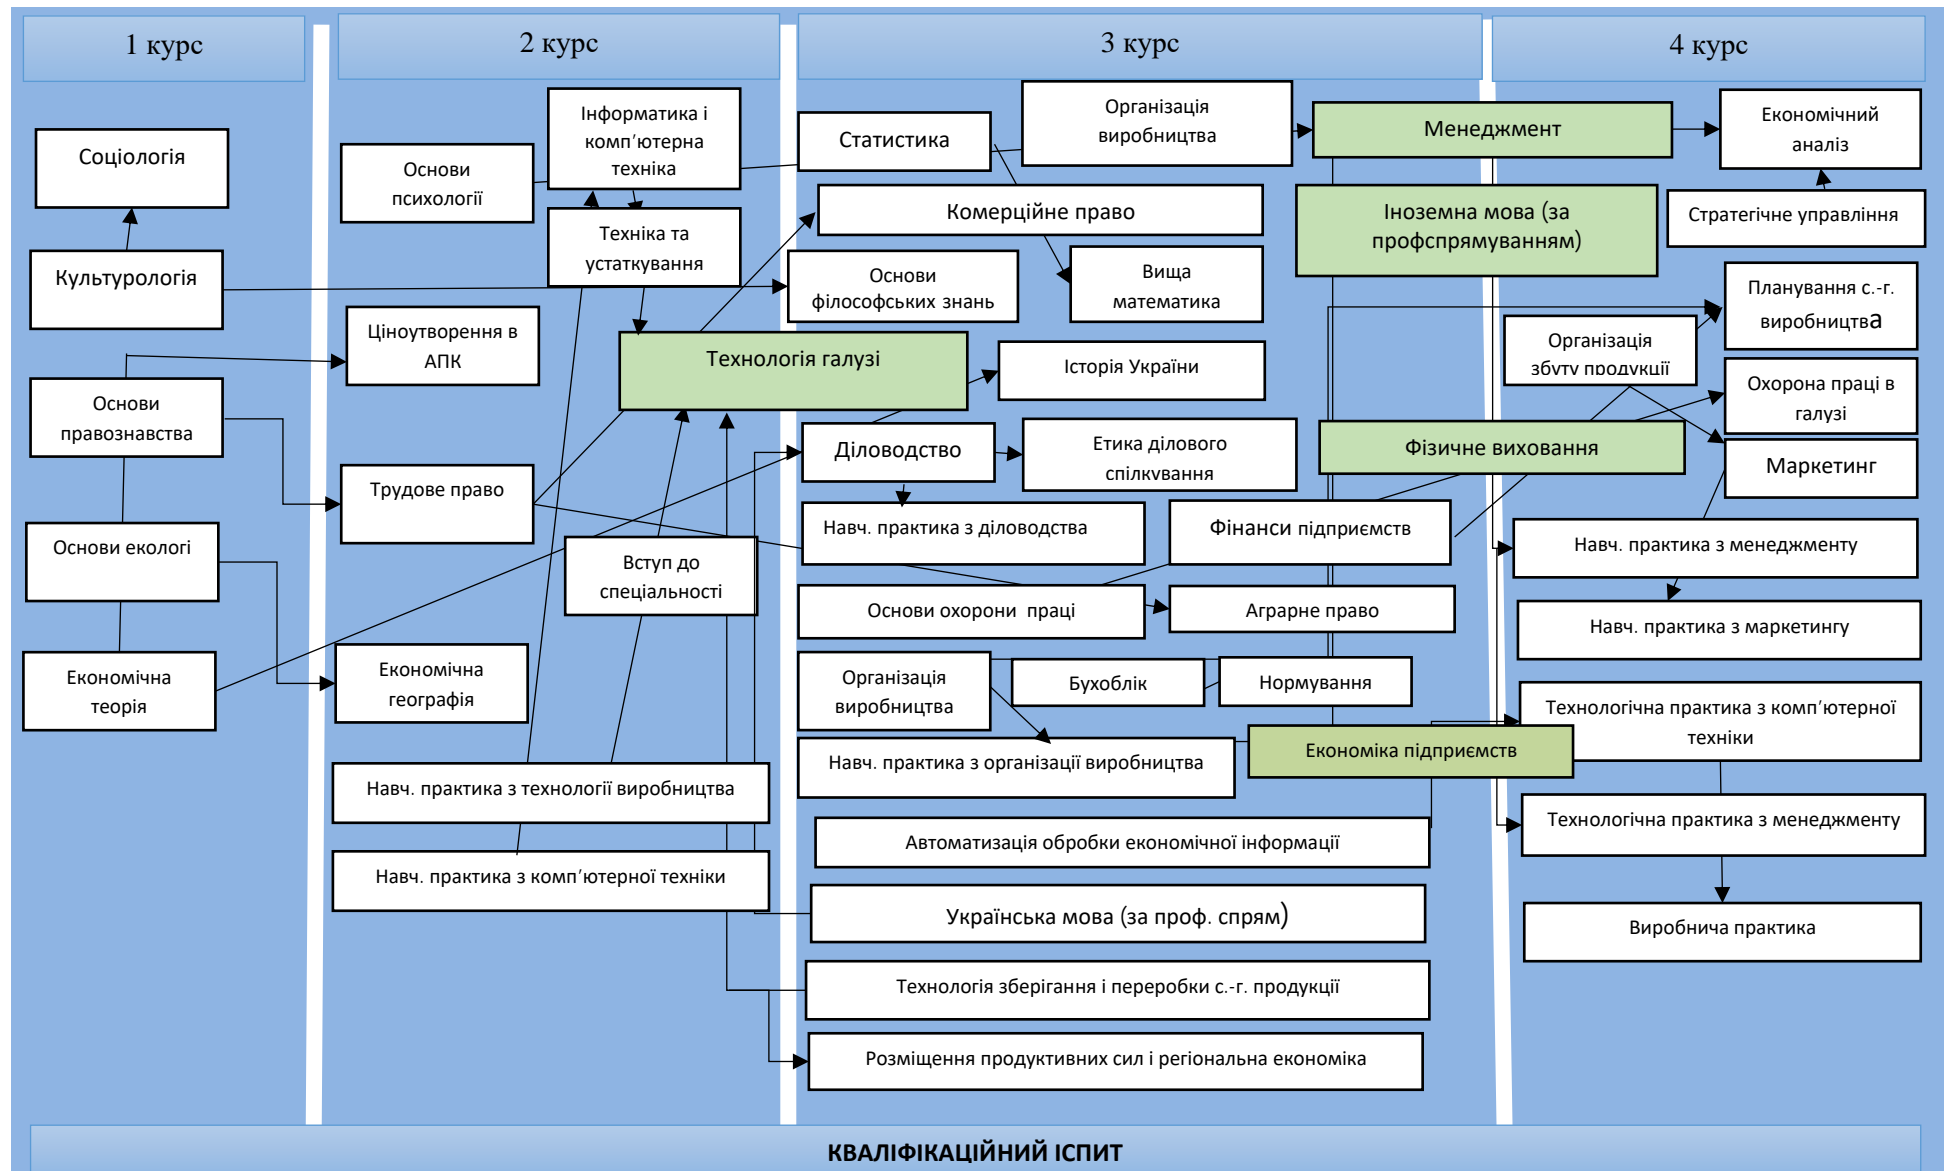 1 курс
2 курс
3 курс
4 курс
Соціологія
Культурологія
Основи
правознавства
Основи екологі
Економічна
теорія
Інформатика і
комп'ютерна
техніка
Основи
психології
Техніка та
устаткування
Ціноутворення в
АПК
Технологія галузі
Трудове право
Вступ до
спеціальності
Економічна
географія
Навч. практика з технології виробництва
Навч. практика з комп'ютерної техніки
Організація
виробництва
Статистика
Комерційне право
Основи
філософських знань
Вища
математика
Історія України
Діловодство
Етика ділового
спілкування
Навч. практика з діловодства
Фінанси підприємств
Основи охорони праці
Аграрне право
Організація
виробництва
Бухоблік
Нормування
Навч. практика з організації виробництва
Економіка підприємств
Автоматизація обробки економічної інформації
Українська мова (за проф. спрям)
Технологія зберігання і переробки с.-г. продукції
Розміщення продуктивних сил і регіональна економіка
Менеджмент
Іноземна мова (за
профспрямуванням)
Фізичне виховання
Економічний
аналіз
Стратегічне управління
Планування с.-г.
виробництва
Організація
збуту продукції
Охорона праці в
галузі
Маркетинг
Навч. практика з менеджменту
Навч. практика з маркетингу
Технологічна практика з комп'ютерної
техніки
Технологічна практика з менеджменту
Виробнича практика
КВАЛІФІКАЦІЙНИЙ ІСПИТ